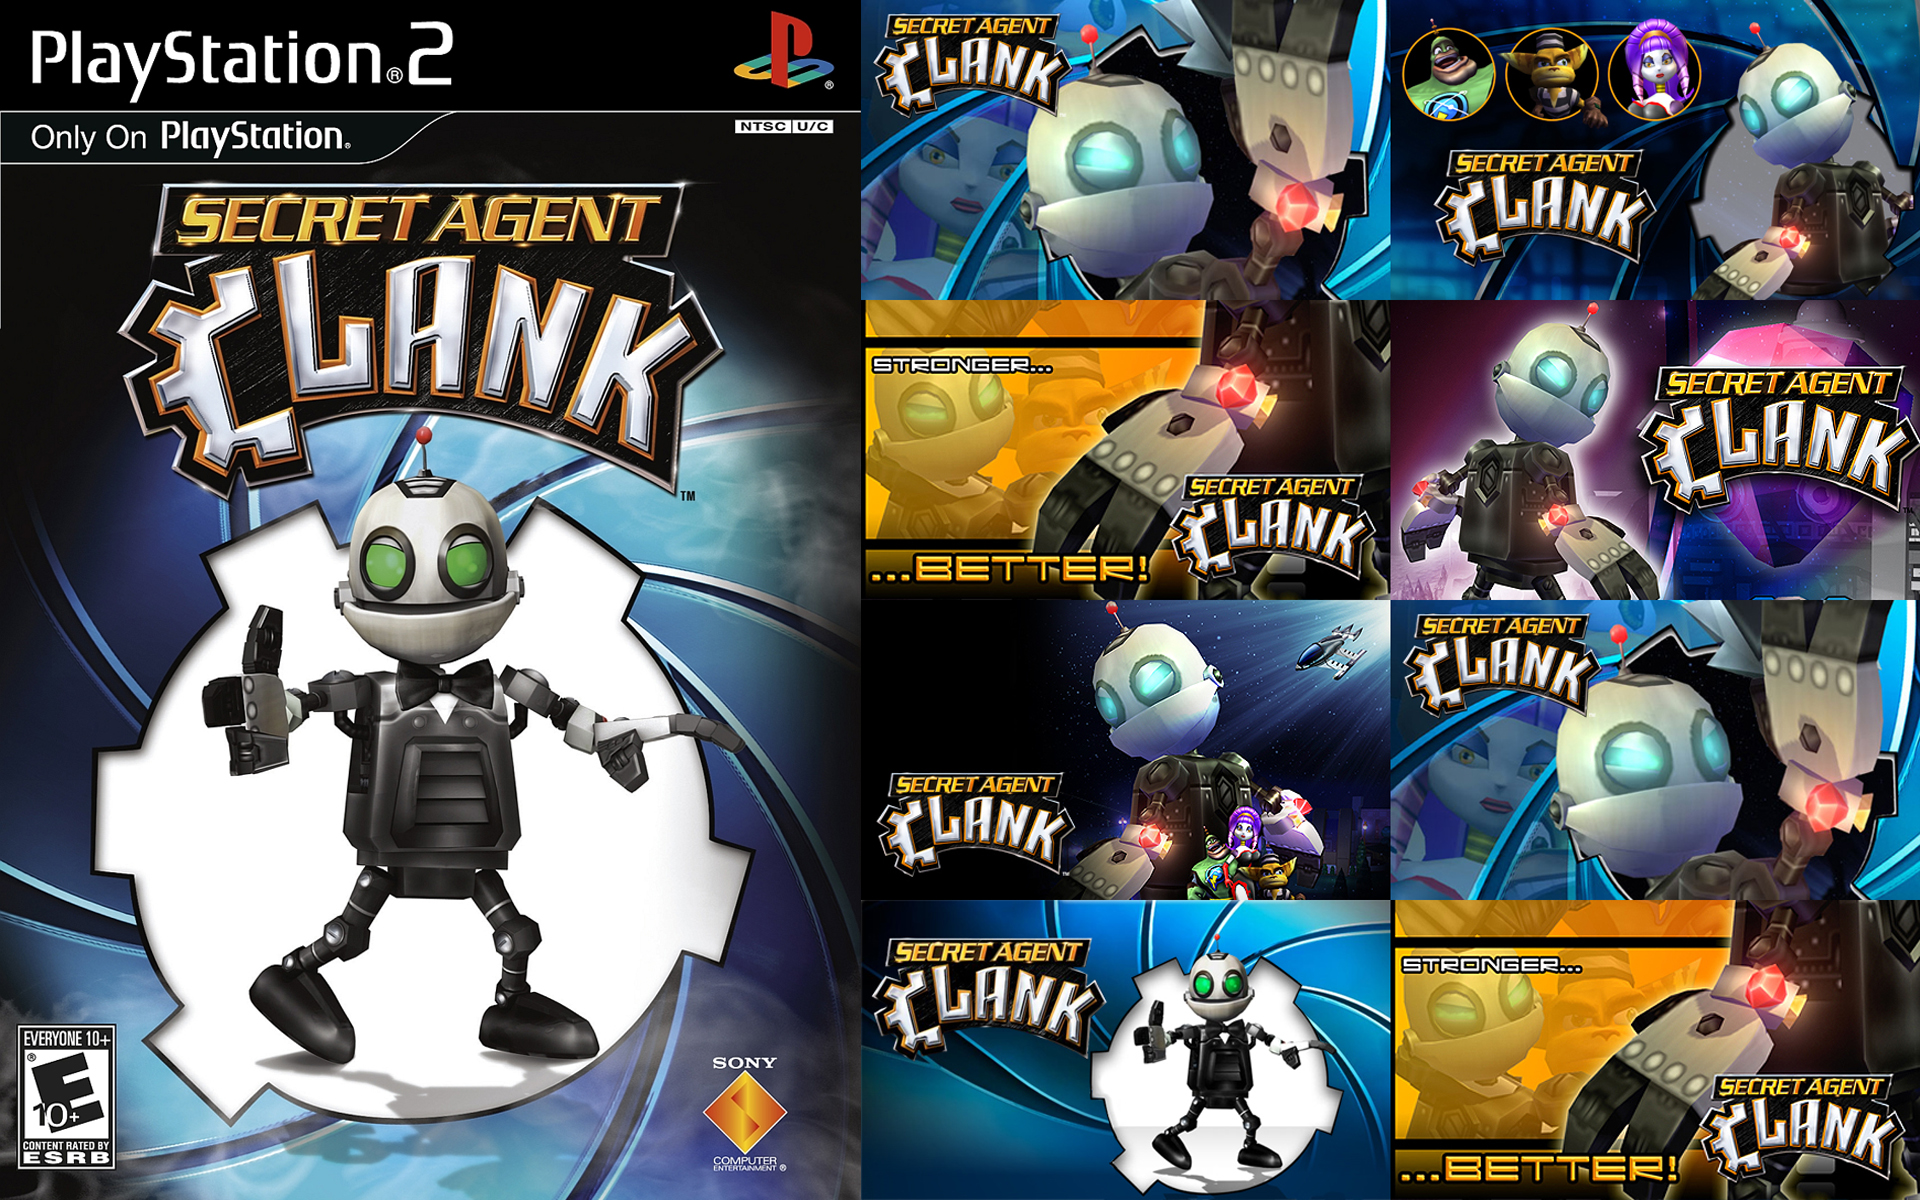 PlayStation®2
®
Only On PlayStation®
NTSC U/C
SECRET AGENT
CLANK
TM
EVERYONE 10+
®
E
10+
CONTENT RATED BY
ESRB
SONY
COMPUTER
ENTERTAINMENT ®
SECRET AGENT
CLANK
SECRET AGENT
CLANK
STRONGER...
SECRET AGENT
CLANK
...BETTER!
SECRET AGENT
CLANK
TM
SECRET AGENT
CLANK
TM
SECRET AGENT
CLANK
SECRET AGENT
CLANK
STRONGER...
SECRET AGENT
CLANK
...BETTER!